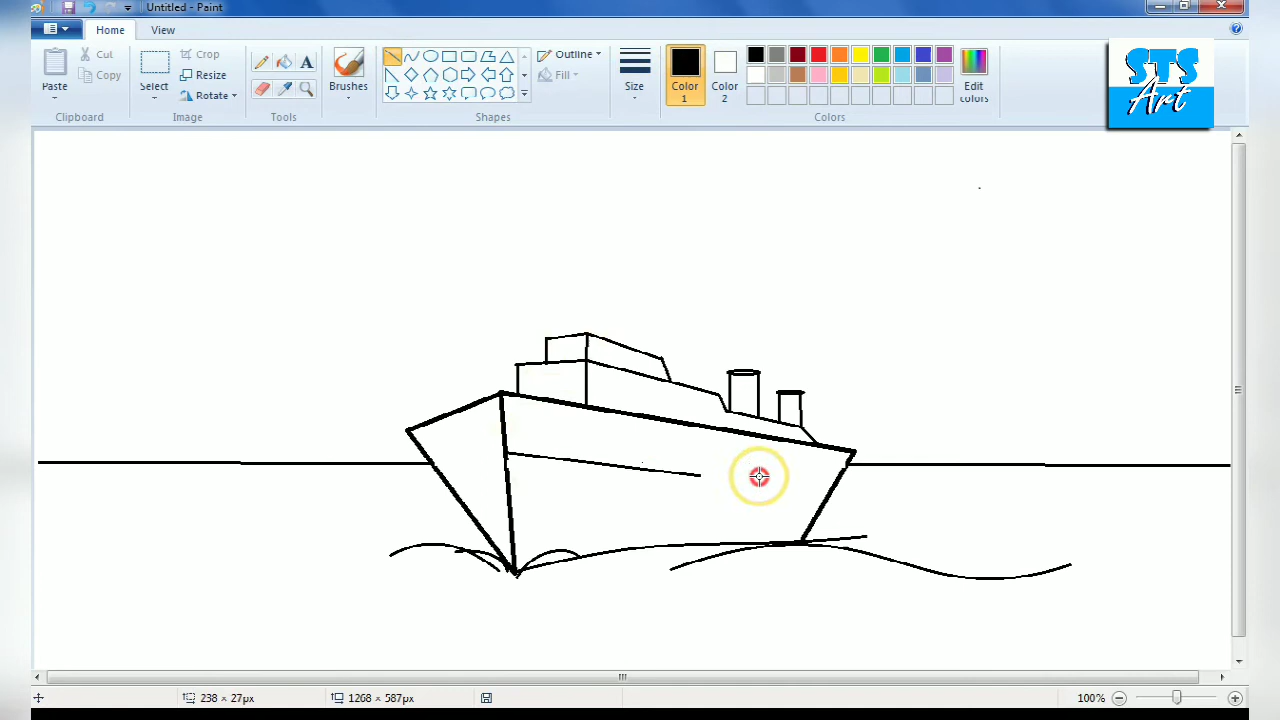 Untitled - Paint
Home View
Paste
Cut
Copy
Clipboard
Select
Crop
Resize
Rotate
Image
A
Tools
Brushes
Outline
Fill
Shapes
Size
Color 1
Color 2
Edit colors
Colors
STS
Art
238 × 27px
1268 × 587px
100%